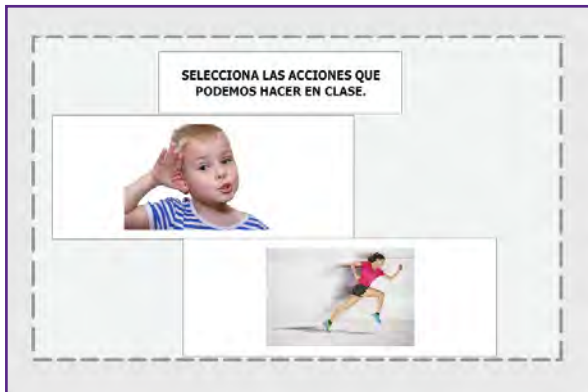 SELECCIONA LAS ACCIONES QUE
PODEMOS HACER EN CLASE.